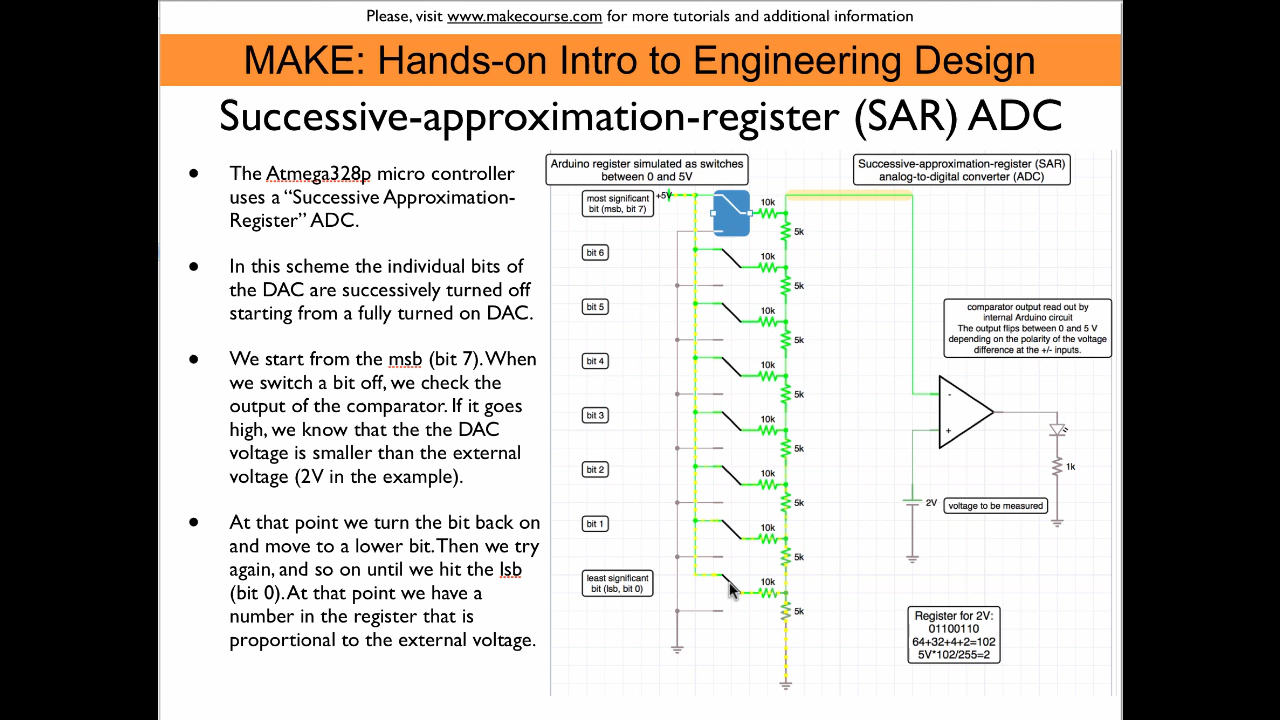 Please, visit www.makecourse.com for more tutorials and additional information
MAKE: Hands-on Intro to Engineering Design
Successive-approximation-register (SAR) ADC
• The Atmega328p micro controller
uses a “Successive Approximation-
Register” ADC.
• In this scheme the individual bits of
the DAC are successively turned off
starting from a fully turned on DAC.
• We start from the msb (bit 7). When
we switch a bit off, we check the
output of the comparator. If it goes
high, we know that the the DAC
voltage is smaller than the external
voltage (2V in the example).
• At that point we turn the bit back on
and move to a lower bit. Then we try
again, and so on until we hit the lsb
(bit 0). At that point we have a
number in the register that is
proportional to the external voltage.
Arduino register simulated as switches
between 0 and 5V
Successive-approximation-register (SAR)
analog-to-digital converter (ADC)
most significant
bit (msb, bit 7)
+5V
10k
5k
bit 6
10k
5k
bit 5
10k
5k
bit 4
10k
5k
bit 3
10k
5k
bit 2
10k
5k
bit 1
10k
5k
least significant
bit (lsb, bit 0)
10k
5k
comparator output read out by
internal Arduino circuit
The output flips between 0 and 5 V
depending on the polarity of the voltage
difference at the +/- inputs.
-
+
1k
2V
voltage to be measured
Register for 2V:
01100110
64+32+4+2=102
5V*102/255=2